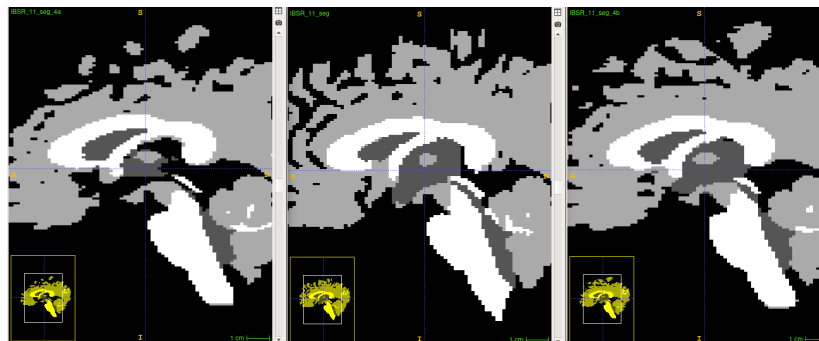 IBSR_11_seg_4a
S
A
I
1 cm
IBSR_11_seg
S
A
I
1 cm
IBSR_11_seg_4b
S
A
I
1 cm